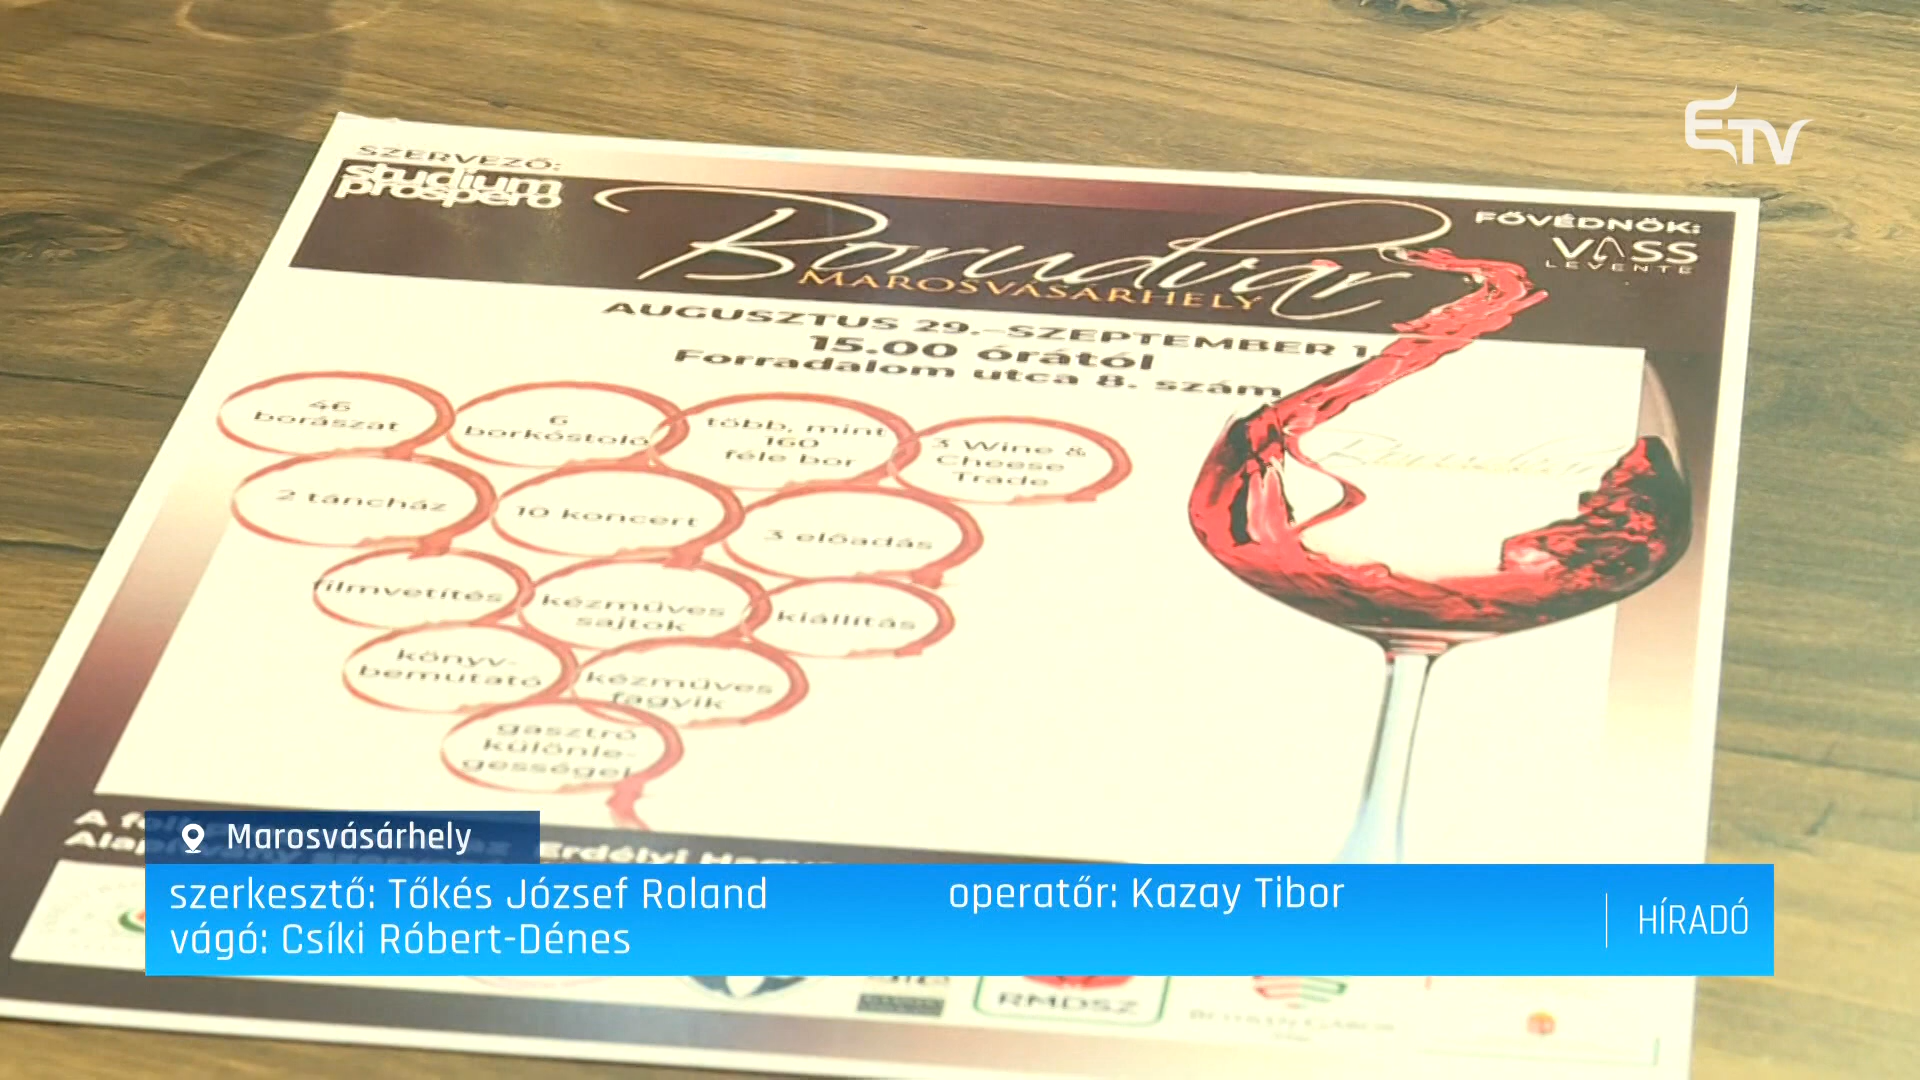 ETV
SZERVEZŐ:
studium
prospero
Borudvar
MAROSVÁSÁRHELY
FŐVÉDNÖK:
VASS
LEVENTE
AUGUSZTUS 29.–SZEPTEMBER 1.
15.00 órától
Forradalom utca 8. szám
46
borászat
6
borkóstoló
több, mint
160
féle bor
3 Wine &
Cheese
Trade
2 táncház
10 koncert
3 előadás
filmvetítés
kézműves
sajtok
kiállítás
könyv-
bemutató
kézműves
fagyik
gasztró
különle-
gességei
Erdélyi
Marosvásárhely
szerkesztő: Tőkés József Roland
operatőr: Kazay Tibor
vágó: Csíki Róbert-Dénes
HÍRADÓ
RMDSZ